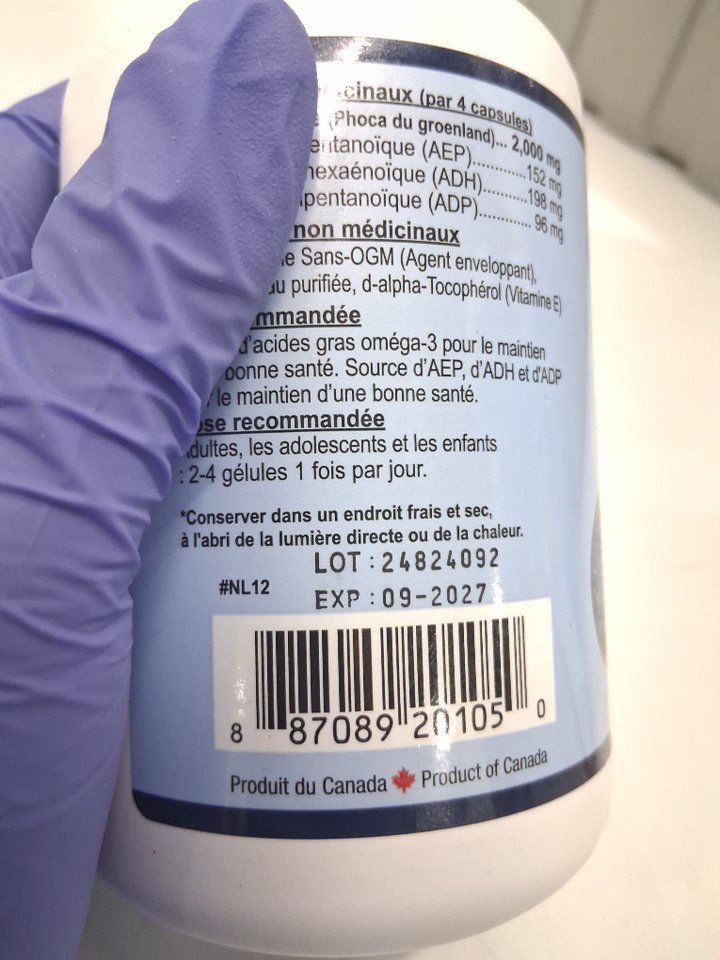 cinaux (par 4 capsules)
(Phoca du groenland)... 2,000 mg
entanoïque (AEP)...........152 mg
hexaénoïque (ADH).........198 mg
pentanoïque (ADP)........... 96 mg
non médicinaux
e Sans-OGM (Agent enveloppant),
au purifiée, d-alpha-Tocophérol (Vitamine E)
mmandée
d'acides gras oméga-3 pour le maintien
bonne santé. Source d'AEP, d'ADH et d'ADP
le maintien d'une bonne santé.
ose recommandée
dultes, les adolescents et les enfants
: 2-4 gélules 1 fois par jour.
*Conserver dans un endroit frais et sec,
à l'abri de la lumière directe ou de la chaleur.
LOT : 24824092
#NL12
EXP : 09-2027
8 87089 20105 0
Produit du Canada Product of Canada